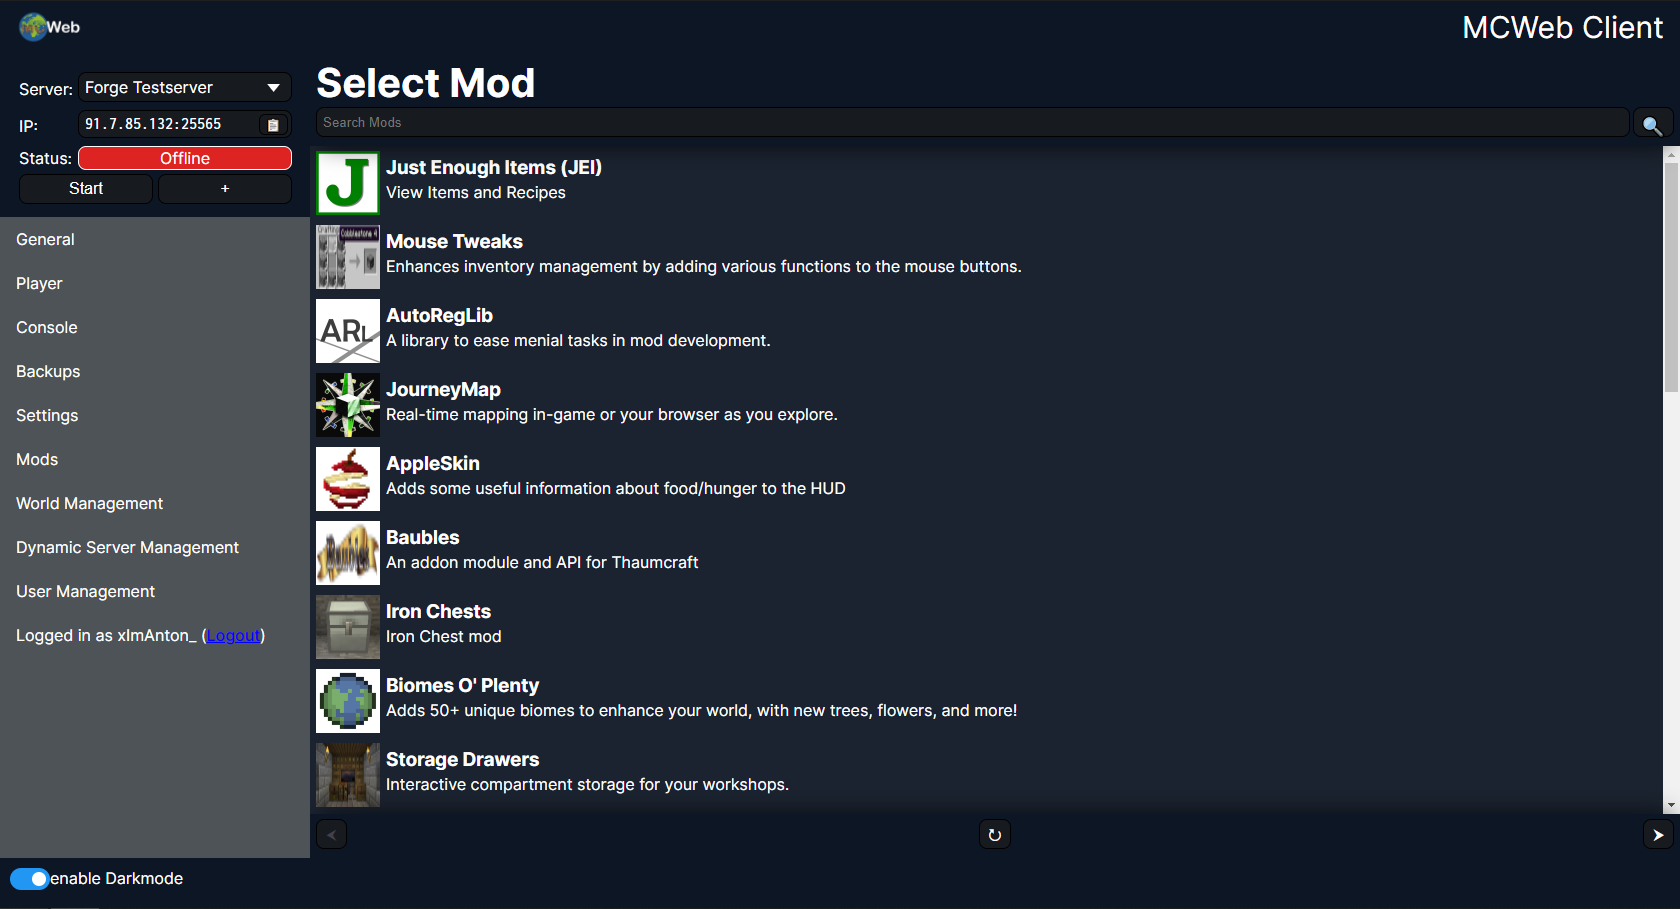 Web
MCWeb Client
Server: Forge Testserver
IP: 91.7.85.132:25565
Status: Offline
Start +
General
Player
Console
Backups
Settings
Mods
World Management
Dynamic Server Management
User Management
Logged in as xImAnton_ (Logout)
enable Darkmode
Select Mod
Search Mods
J
Just Enough Items (JEI)
View Items and Recipes
Cobblestone 4
Mouse Tweaks
Enhances inventory management by adding various functions to the mouse buttons.
ARL
AutoRegLib
A library to ease menial tasks in mod development.
JourneyMap
Real-time mapping in-game or your browser as you explore.
AppleSkin
Adds some useful information about food/hunger to the HUD
Baubles
An addon module and API for Thaumcraft
Iron Chests
Iron Chest mod
Biomes O' Plenty
Adds 50+ unique biomes to enhance your world, with new trees, flowers, and more!
Storage Drawers
Interactive compartment storage for your workshops.